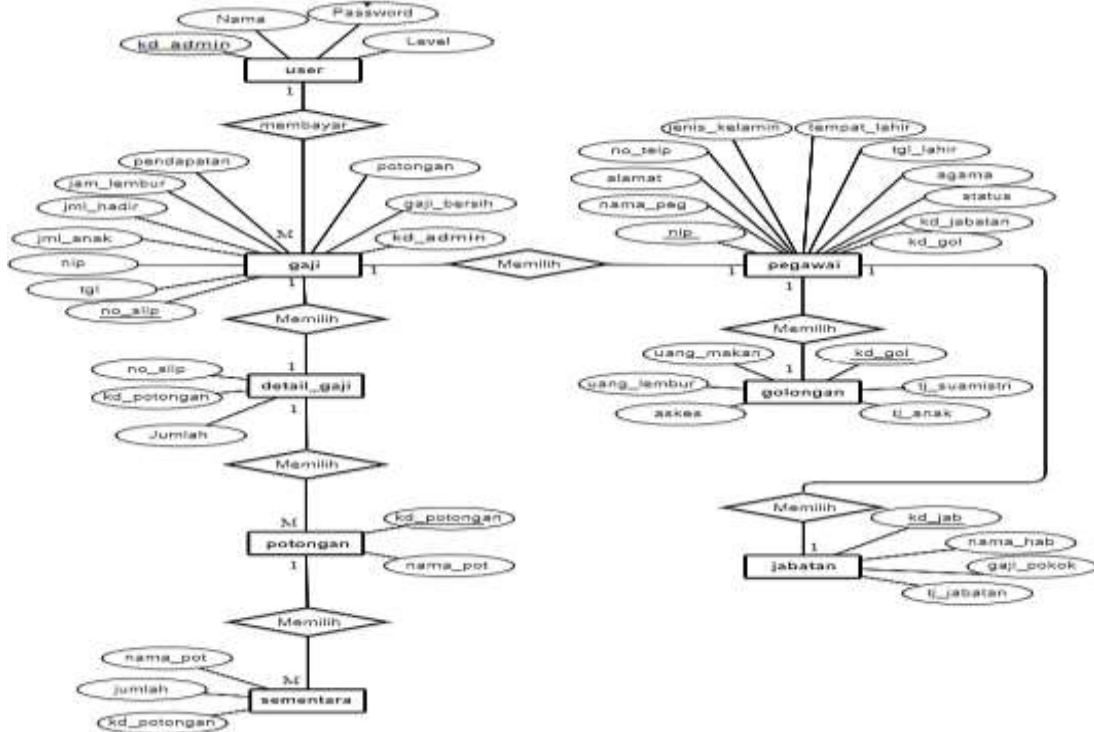 Nama
Password
kd_admin
Level
user
1
membayar
pendapatan
potongan
jam_lembur
jml_hadir
gaji_bersih
jml_anak
kd_admin
M
nip
gaji
1
tgl
1
no_slip
Memilih
1
pegawai
1
1
jenis_kelamin
tempat_lahir
no_telp
tgl_lahir
alamat
agama
nama_peg
status
kd_jabatan
nip
kd_gol
Memilih
1
no_slip
detail_gaji
kd_potongan
1
Jumlah
Memilih
1
uang_makan
kd_gol
uang_lembur
golongan
tj_suamistri
askes
tj_anak
Memilih
M
kd_potongan
potongan
nama_pot
1
Memilih
kd_jab
1
nama_hab
jabatan
gaji_pokok
tj_jabatan
Memilih
nama_pot
M
jumlah
sementara
kd_potongan